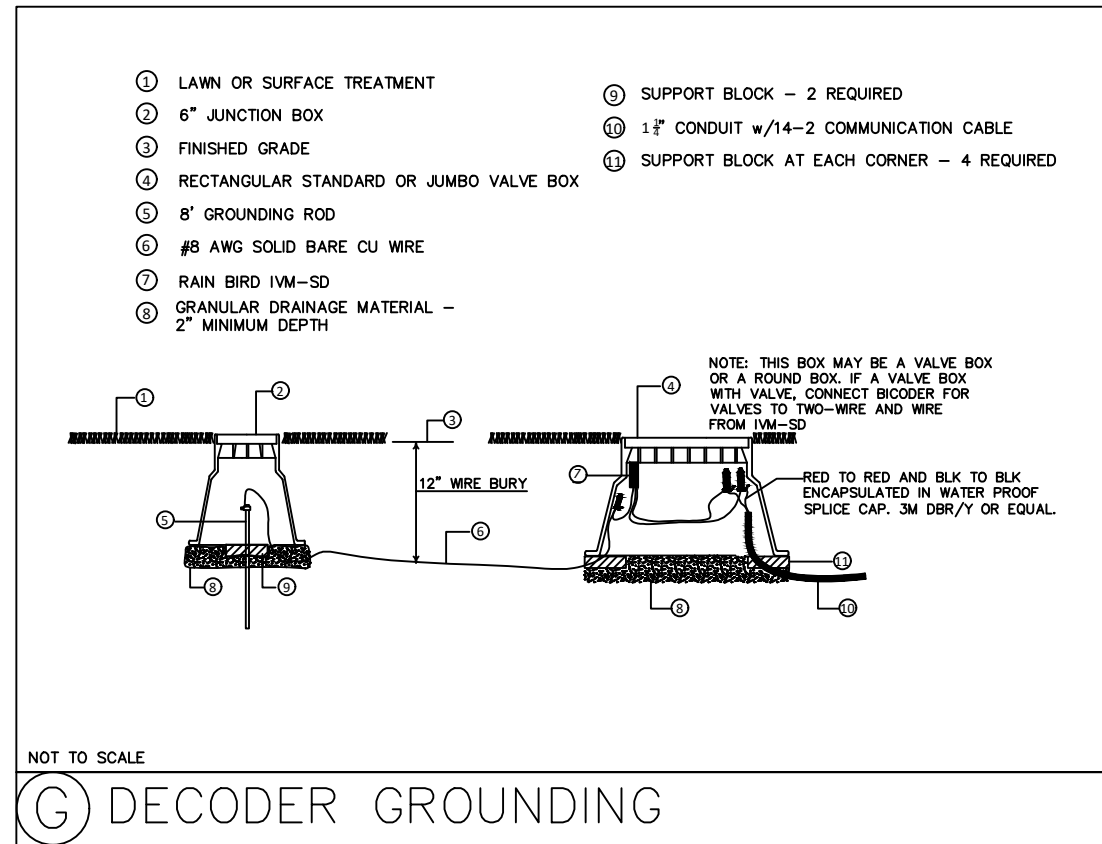 ① LAWN OR SURFACE TREATMENT
② 6" JUNCTION BOX
③ FINISHED GRADE
④ RECTANGULAR STANDARD OR JUMBO VALVE BOX
⑤ 8' GROUNDING ROD
⑥ #8 AWG SOLID BARE CU WIRE
⑦ RAIN BIRD IVM-SD
⑧ GRANULAR DRAINAGE MATERIAL -
2" MINIMUM DEPTH
⑨ SUPPORT BLOCK - 2 REQUIRED
⑩ 1¼" CONDUIT w/14-2 COMMUNICATION CABLE
⑪ SUPPORT BLOCK AT EACH CORNER - 4 REQUIRED
NOTE: THIS BOX MAY BE A VALVE BOX
OR A ROUND BOX. IF A VALVE BOX
WITH VALVE, CONNECT BICODER FOR
VALVES TO TWO-WIRE AND WIRE
FROM IVM-SD
①
②
③
④
⑦
12" WIRE BURY
RED TO RED AND BLK TO BLK
ENCAPSULATED IN WATER PROOF
SPLICE CAP. 3M DBR/Y OR EQUAL.
⑤
⑥
⑪
⑧
⑨
⑧
⑩
NOT TO SCALE
G DECODER GROUNDING